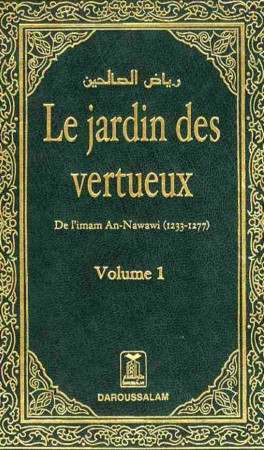 رياض الصالحين
Le jardin des
vertueux
De l'imam An-Nawawi (1233-1277)
Volume 1
DAROUSSALAM